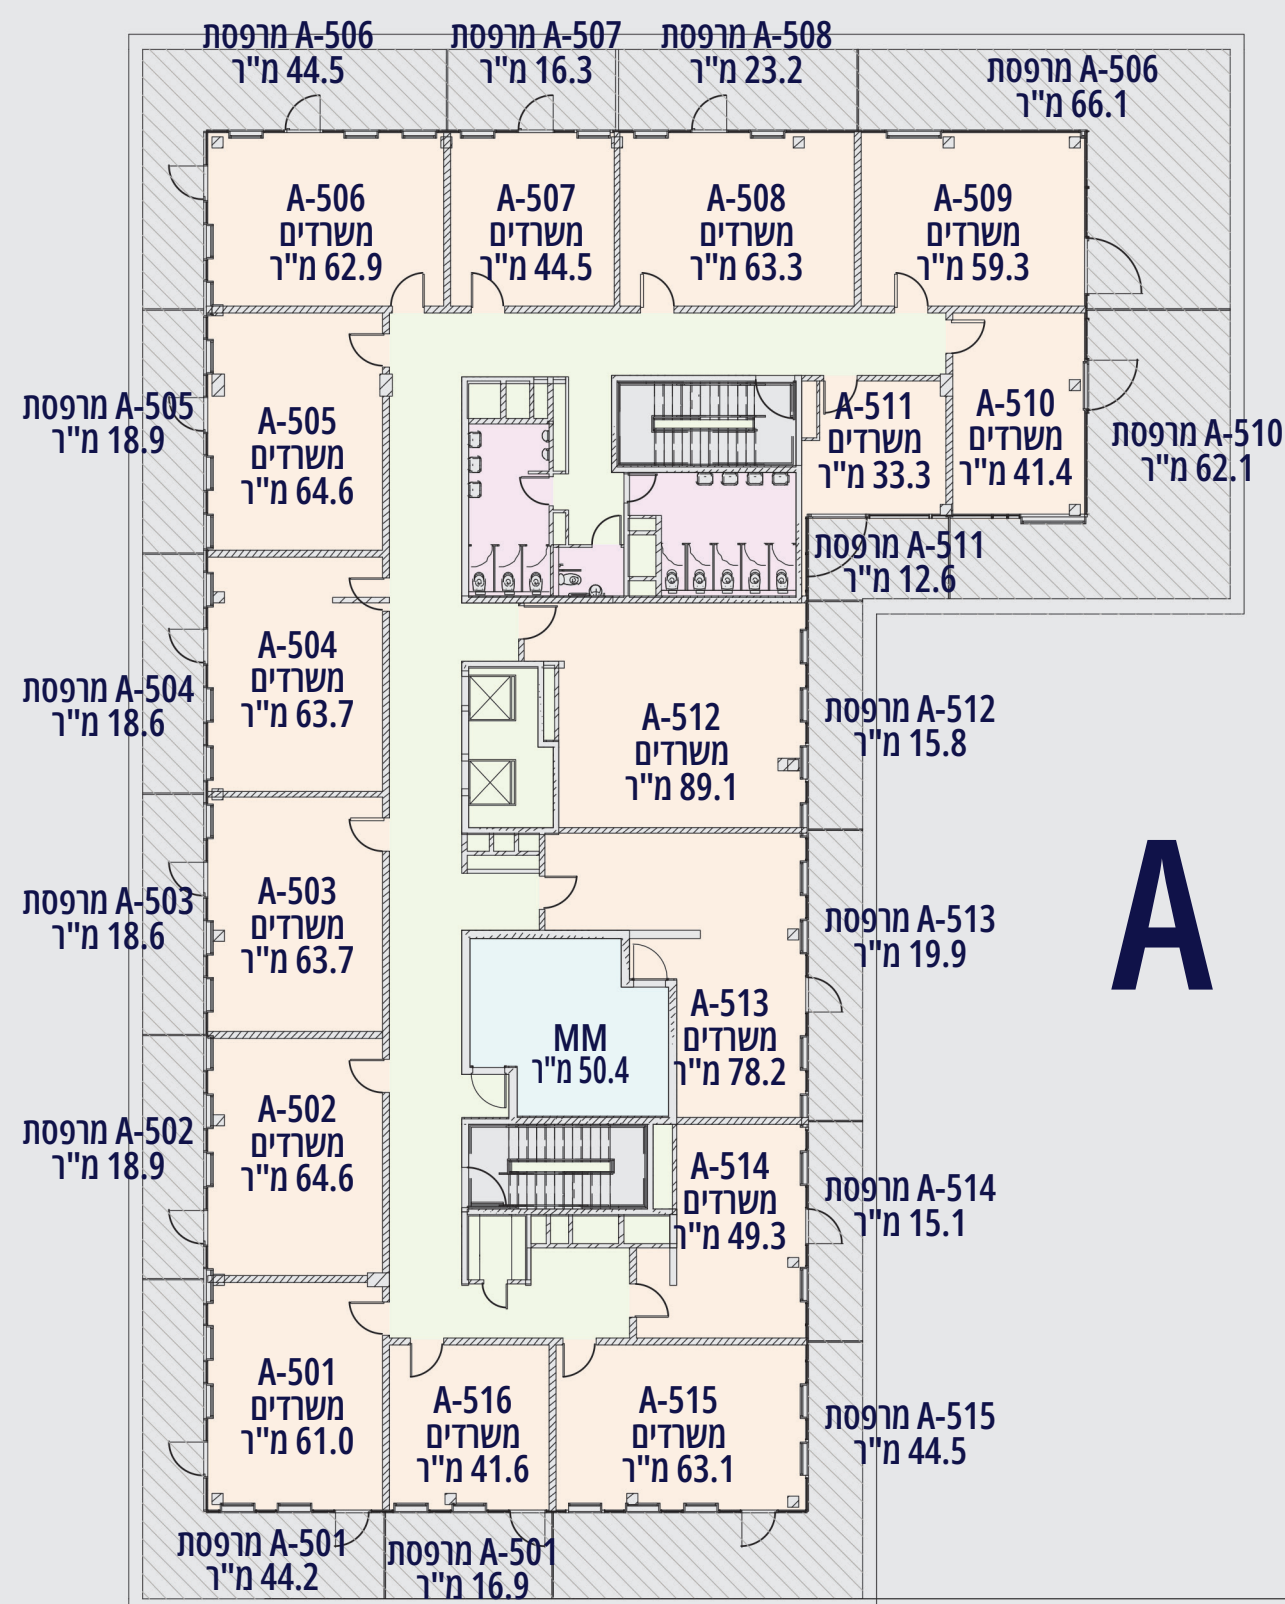 מרפסת A-506
44.5 מ"ר
מרפסת A-507
16.3 מ"ר
מרפסת A-508
23.2 מ"ר
מרפסת A-506
66.1 מ"ר
A-506
משרדים
62.9 מ"ר
A-507
משרדים
44.5 מ"ר
A-508
משרדים
63.3 מ"ר
A-509
משרדים
59.3 מ"ר
מרפסת A-505
18.9 מ"ר
A-505
משרדים
64.6 מ"ר
A-511
משרדים
33.3 מ"ר
A-510
משרדים
41.4 מ"ר
מרפסת A-510
62.1 מ"ר
מרפסת A-511
12.6 מ"ר
מרפסת A-504
18.6 מ"ר
A-504
משרדים
63.7 מ"ר
A-512
משרדים
89.1 מ"ר
מרפסת A-512
15.8 מ"ר
A
מרפסת A-503
18.6 מ"ר
A-503
משרדים
63.7 מ"ר
מרפסת A-513
19.9 מ"ר
A-513
משרדים
78.2 מ"ר
MM
50.4 מ"ר
מרפסת A-502
18.9 מ"ר
A-502
משרדים
64.6 מ"ר
A-514
משרדים
49.3 מ"ר
מרפסת A-514
15.1 מ"ר
A-501
משרדים
61.0 מ"ר
A-516
משרדים
41.6 מ"ר
A-515
משרדים
63.1 מ"ר
מרפסת A-515
44.5 מ"ר
מרפסת A-501
44.2 מ"ר
מרפסת A-501
16.9 מ"ר